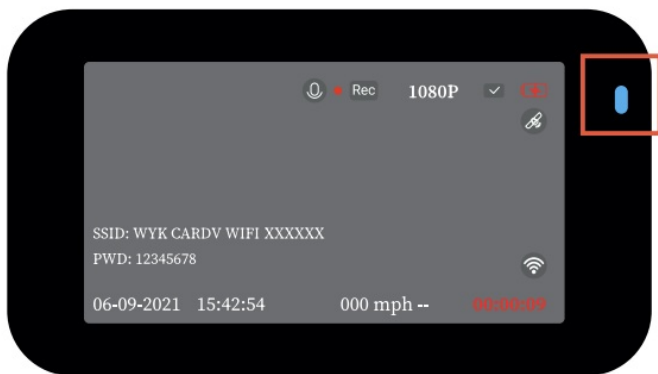 Rec 1080P
SSID: WYK CARDV WIFI XXXXXX
PWD: 12345678
06-09-2021 15:42:54 000 mph -- 00:00:09